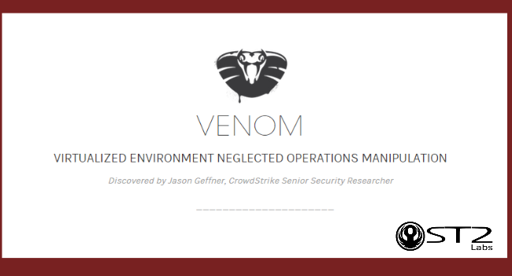 VENOM
VIRTUALIZED ENVIRONMENT NEGLECTED OPERATIONS MANIPULATION
Discovered by Jason Geffner, CrowdStrike Senior Security Researcher
ST2
Labs